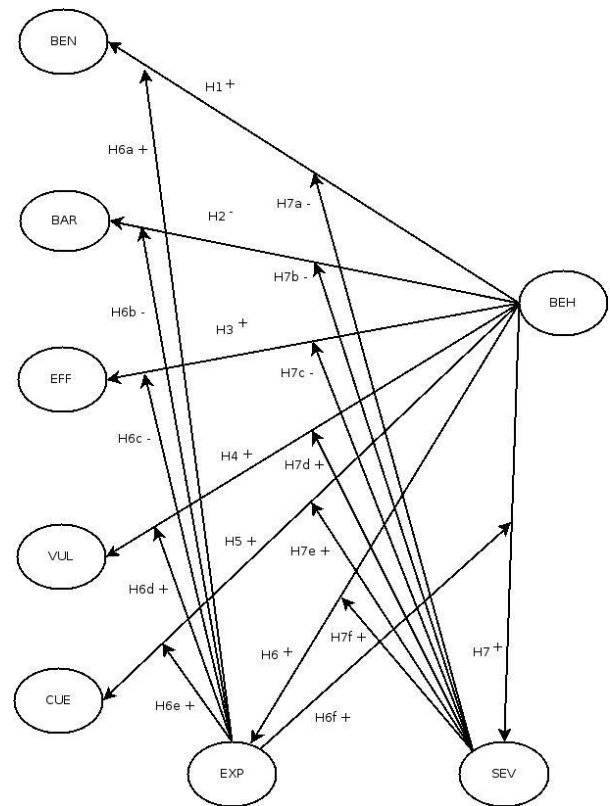 BEN
H1 +
H6a +
BAR
H2 -
H7a -
H7b -
BEH
H6b -
H3 +
EFF
H7c -
H6c -
H4 +
H7d +
VUL
H5 +
H7e +
H6d +
H7f +
H6 +
H7 +
CUE
H6e +
H6f +
EXP
SEV